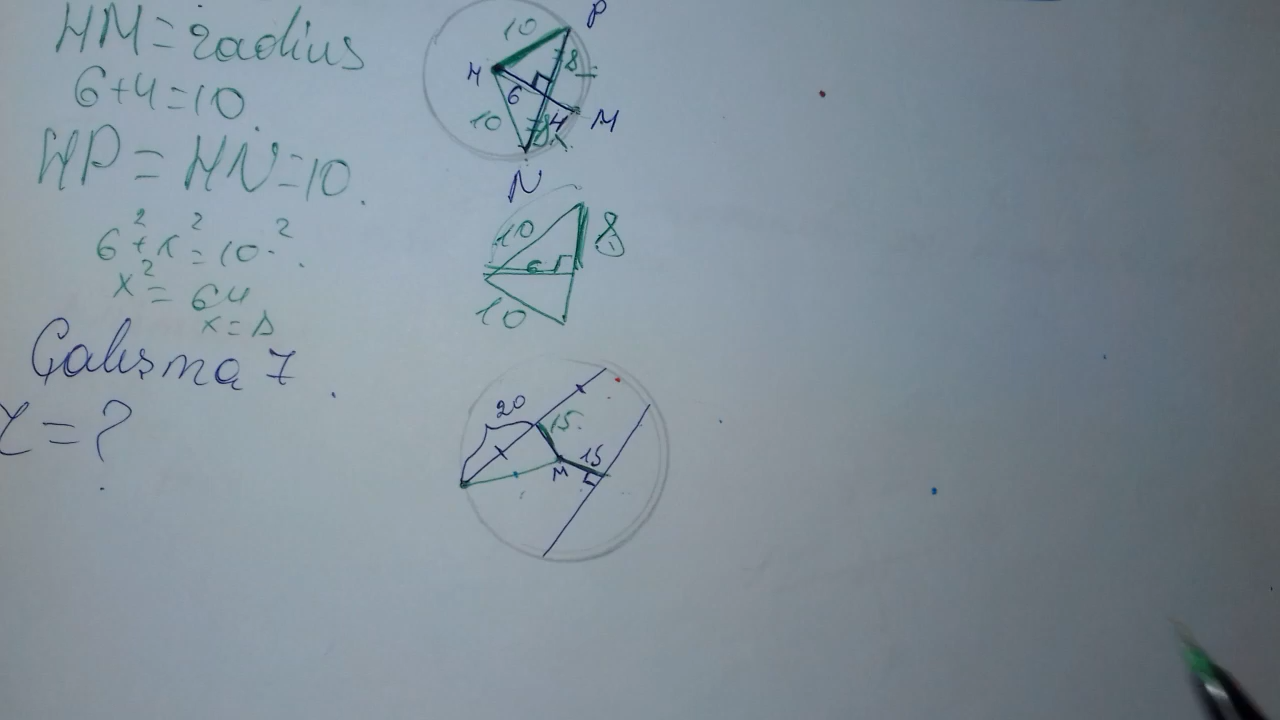 HM = radius
6+4=10.
HP = HN=10.
6²+x²=10².
x²= 64
x=8
Çalışma 7.
= ?
10
P
H
8
6
10
4
8
M
N
10
8
6
10
20
15.
M
15